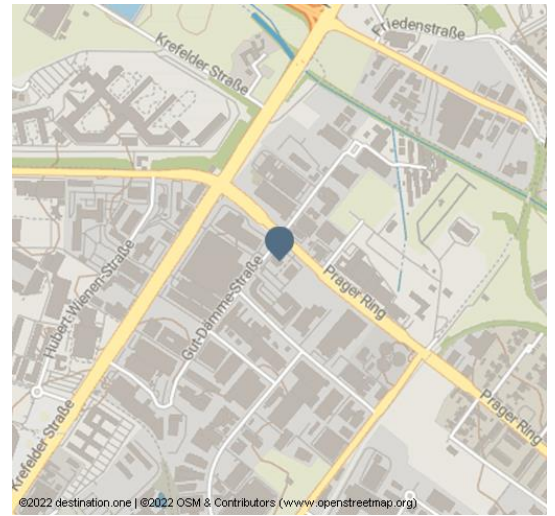 Friedenstraße
Krefelder-Straße
Hubert-Wienen-Straße
Gut-Dämme-Straße
Prager Ring
Prager Ring
Krefelder Straße
©2022 destination.one | ©2022 OSM & Contributors (www.openstreetmap.org)